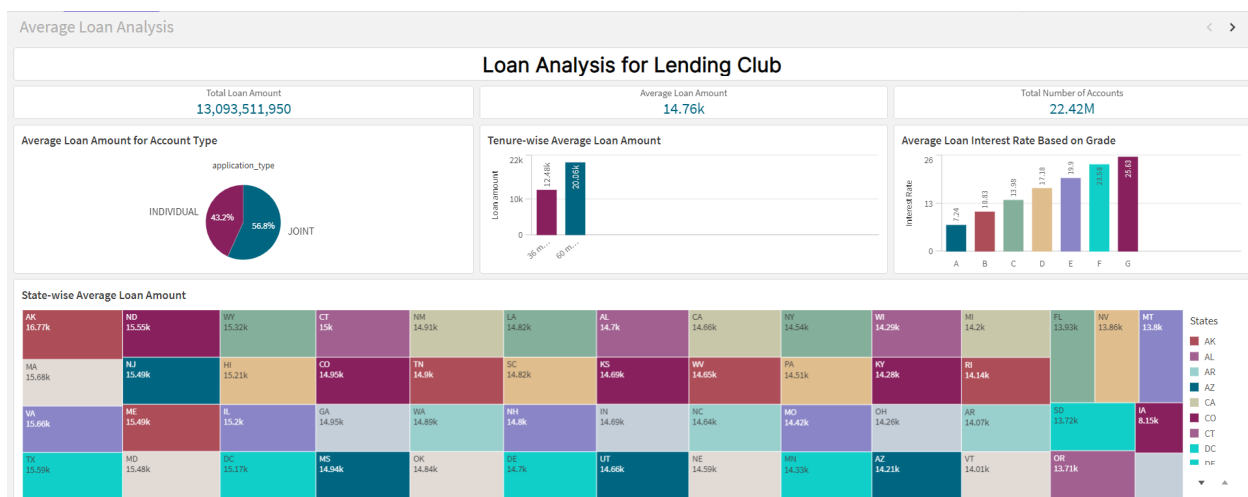 Average Loan Analysis
Loan Analysis for Lending Club
Total Loan Amount
13,093,511,950
Average Loan Amount
14.76k
Total Number of Accounts
22.42M
Average Loan Amount for Account Type
application_type
INDIVIDUAL
43.2%
56.8%
JOINT
Tenure-wise Average Loan Amount
Loan amount
22k
10k
0
12.48k
20.06k
36 m...
60 m...
Average Loan Interest Rate Based on Grade
Interest Rate
26
13
0
7.24
10.83
13.98
17.18
19.9
23.59
25.63
A B C D E F G
State-wise Average Loan Amount
AK ND WY CT NM LA AL CA NY WI MI FL NV MT
16.77k 15.55k 15.32k 15k 14.91k 14.82k 14.7k 14.66k 14.54k 14.29k 14.2k 13.93k 13.86k 13.8k
MA NJ HI CO TN SC KS WV PA KY RI
15.68k 15.49k 15.21k 14.95k 14.9k 14.82k 14.69k 14.65k 14.51k 14.28k 14.14k
VA ME IL GA WA NH IN NC MO OH AR SD IA
15.66k 15.49k 15.2k 14.95k 14.89k 14.8k 14.69k 14.64k 14.42k 14.26k 14.07k 13.72k 8.15k
TX MD DC MS OK DE UT NE MN AZ VT OR
15.59k 15.48k 15.17k 14.94k 14.84k 14.7k 14.66k 14.59k 14.33k 14.21k 14.01k 13.71k
States
AK
AL
AR
AZ
CA
CO
CT
DC
DE